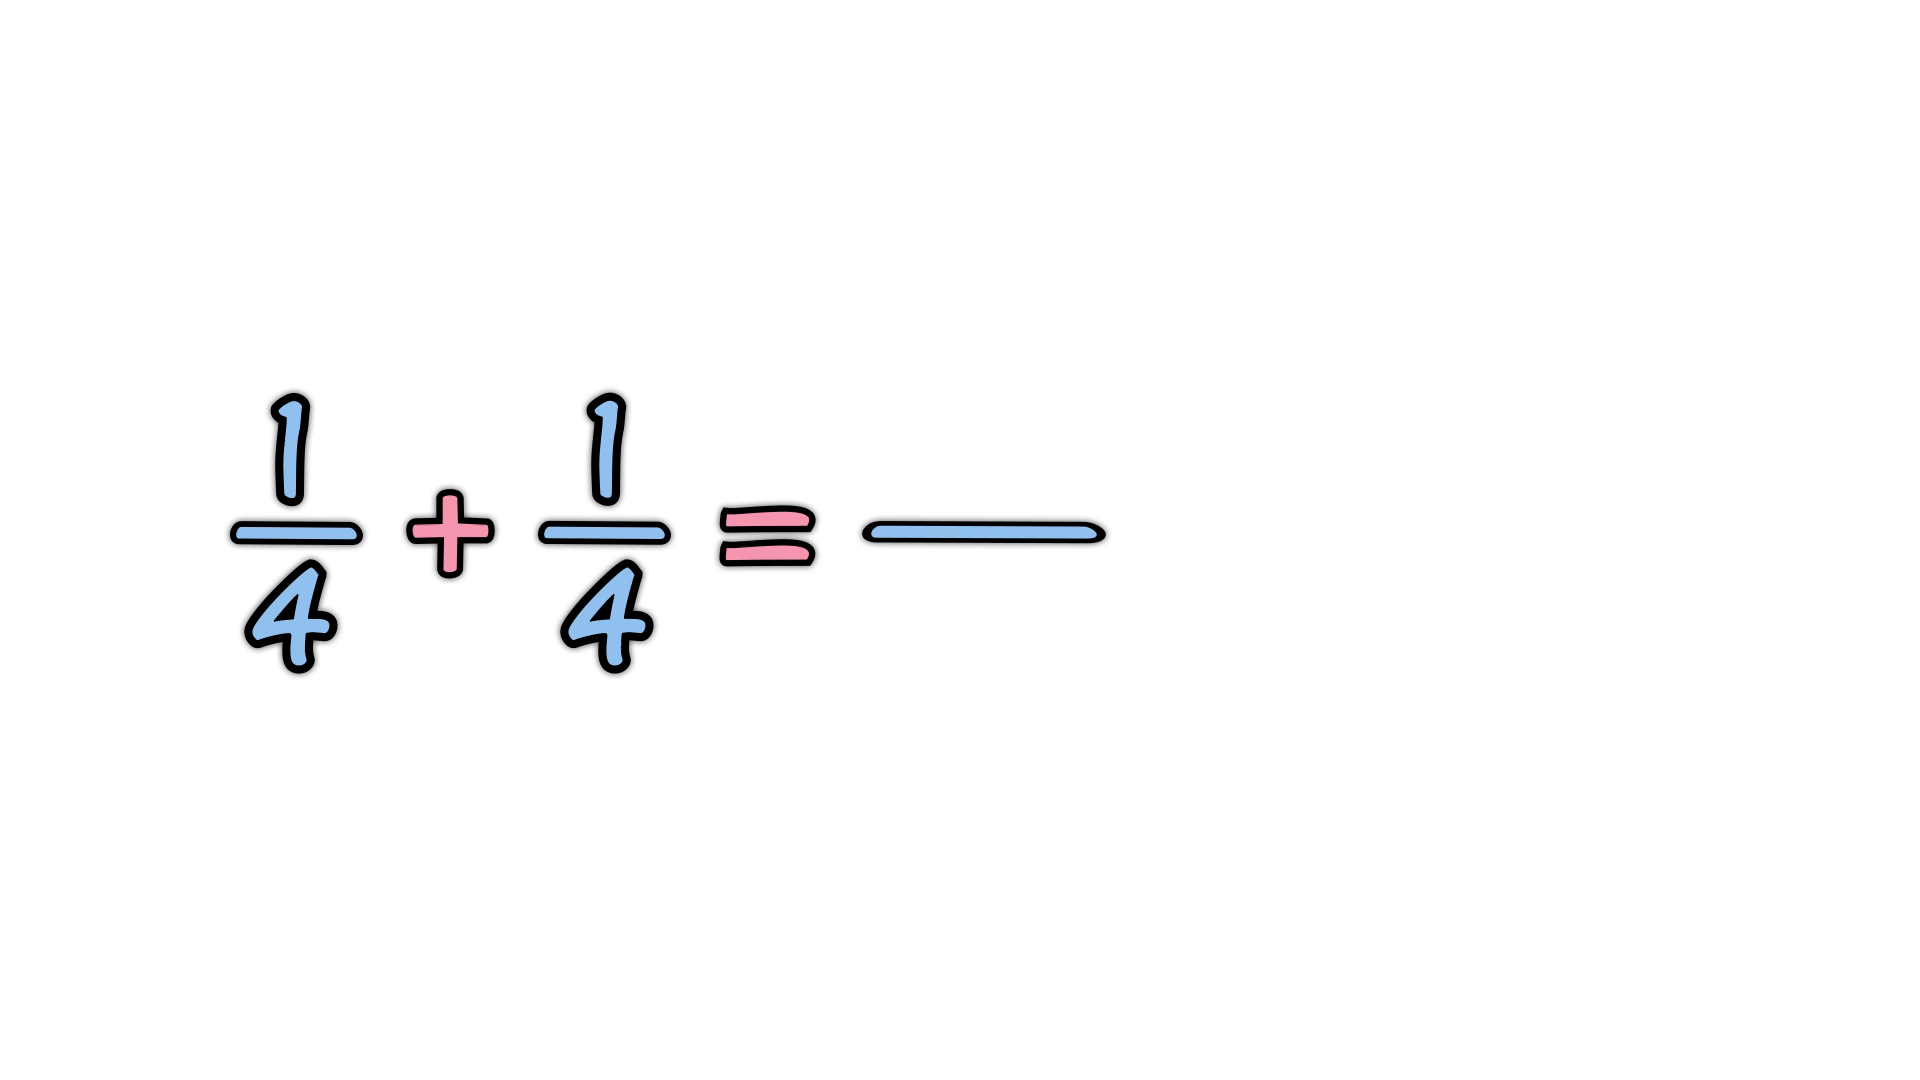 1/4 + 1/4 =